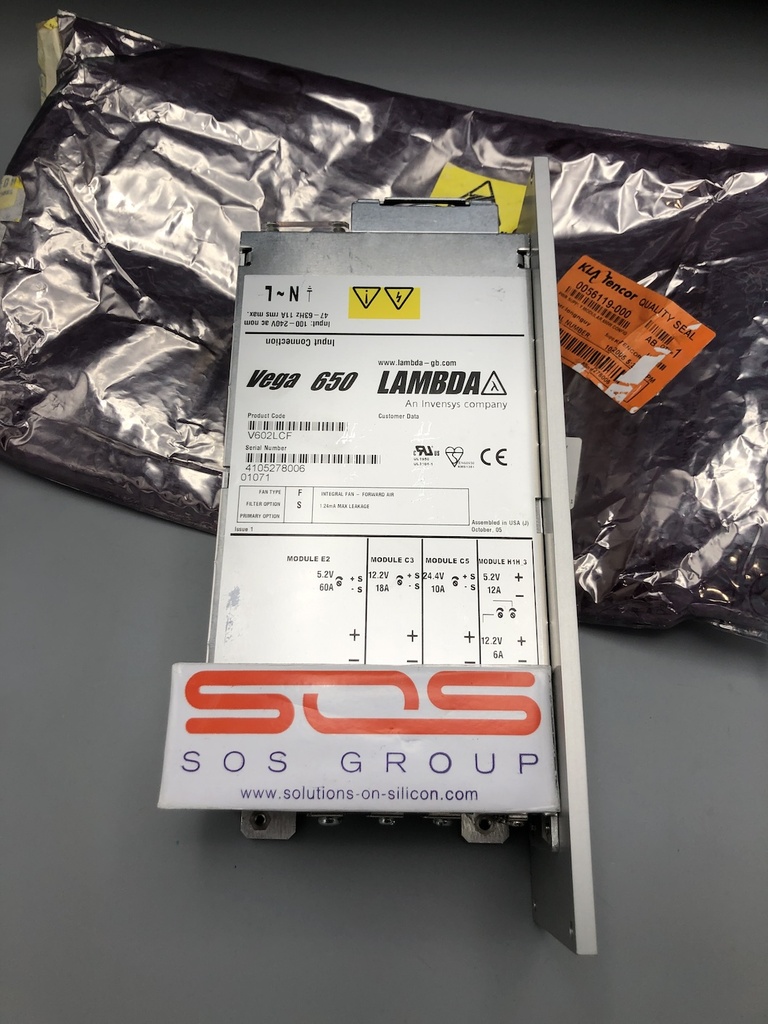 L ~ N
Input: 100-240V ac nom
47-63Hz 11A rms max.
Input Connection
www.lambda-gb.com
Vega 650
LAMBDA
An Invensys company
Product Code
Customer Data
V602LCF
Serial Number
4105278006
01071
FAN TYPE F INTEGRAL FAN - FORWARD AIR
FILTER OPTION S 1.24mA MAX LEAKAGE
PRIMARY OPTION
Issue 1
Assembled in USA (J)
October, 05
MODULE E2
5.2V
60A
+ S
- S
+
-
MODULE C3
12.2V
18A
+ S
- S
+
-
MODULE C5
24.4V
10A
+ S
- S
+
-
5.2V
12A
+
-
12.2V
6A
+
-
KLA Tencor QUALITY SEAL
0056119-000
SOS
SOS GROUP
www.solutions-on-silicon.com